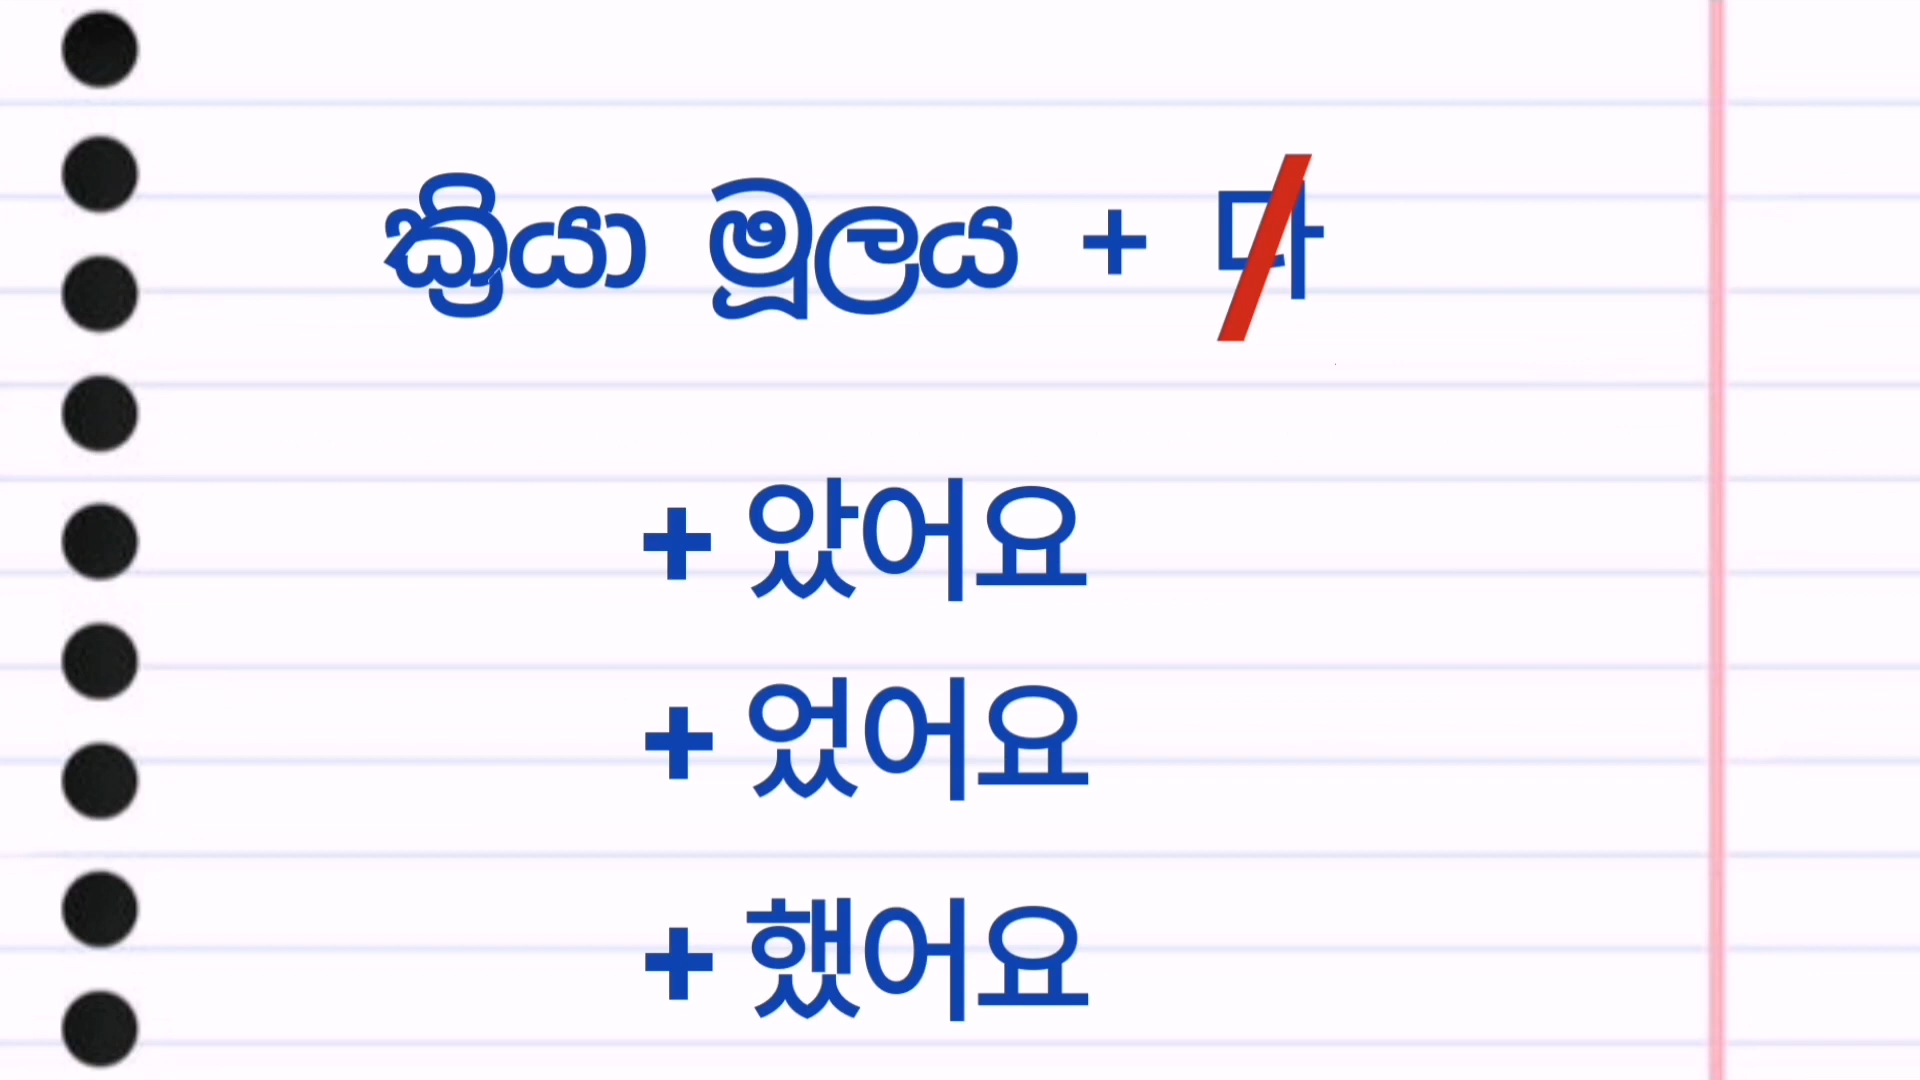 ක්‍රියා මූලය + 다
+ 았어요
+ 었어요
+ 했어요